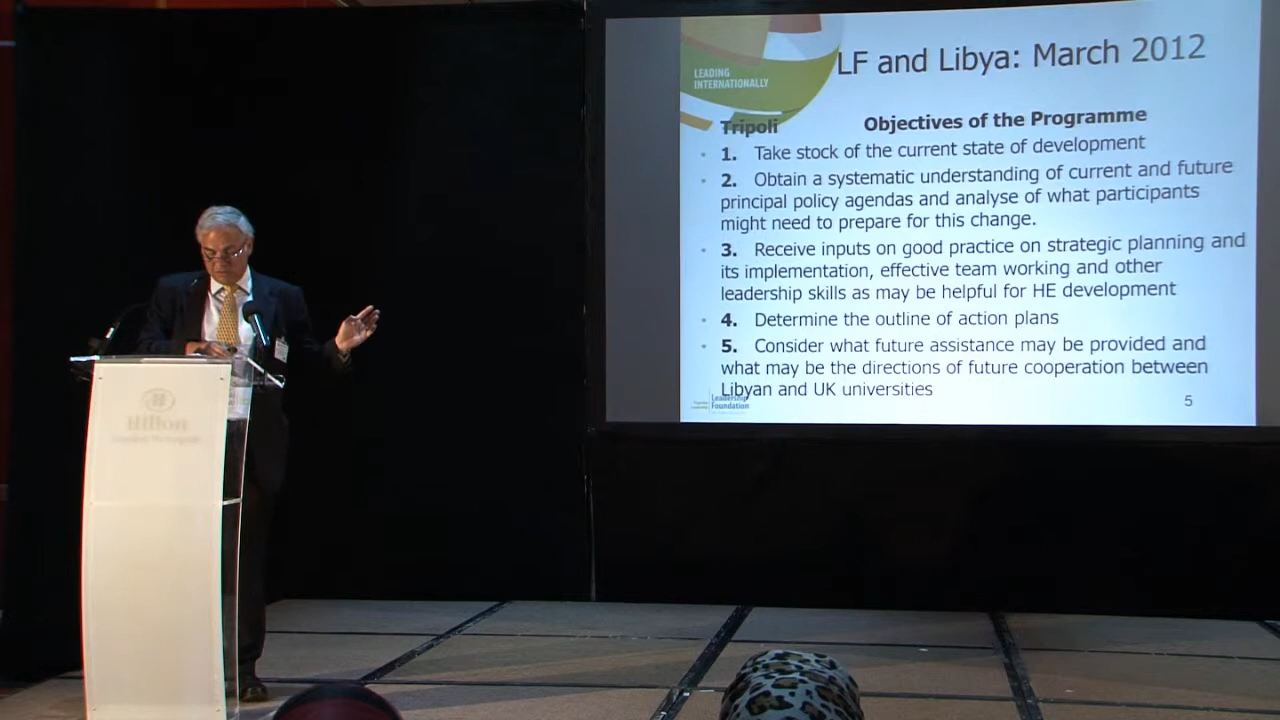 LEADING
INTERNATIONALLY
LF and Libya: March 2012
Tripoli Objectives of the Programme
• 1. Take stock of the current state of development
• 2. Obtain a systematic understanding of current and future
principal policy agendas and analyse of what participants
might need to prepare for this change.
• 3. Receive inputs on good practice on strategic planning and
its implementation, effective team working and other
leadership skills as may be helpful for HE development
• 4. Determine the outline of action plans
• 5. Consider what future assistance may be provided and
what may be the directions of future cooperation between
Libyan and UK universities
Leadership
Foundation
5
Hilton